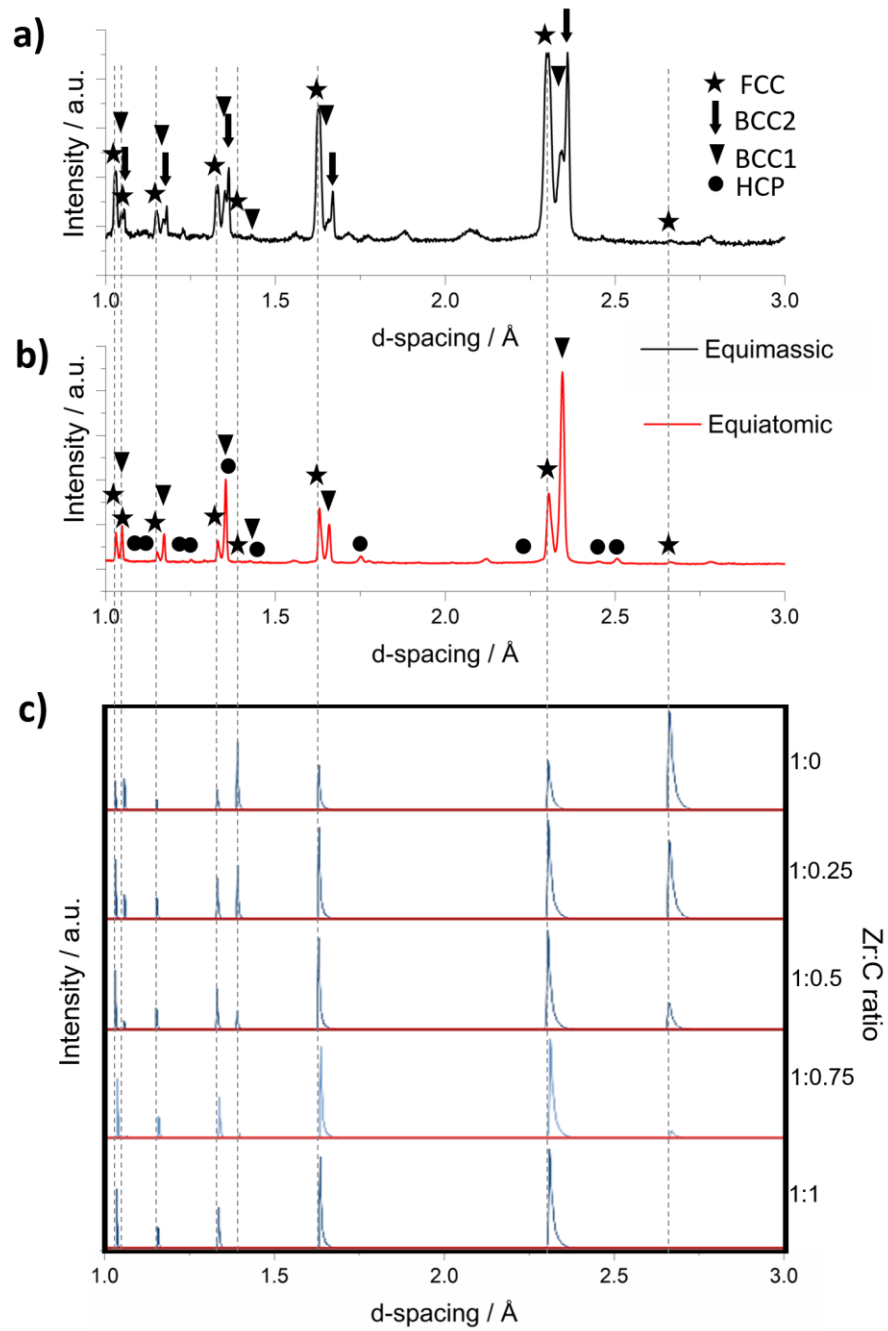 a)
Intensity / a.u.
FCC
BCC2
BCC1
HCP
1.0 1.5 2.0 2.5 3.0
d-spacing / Å
b)
Intensity / a.u.
Equimassic
Equiatomic
1.0 1.5 2.0 2.5 3.0
d-spacing / Å
c)
Intensity / a.u.
1:0
1:0.25
1:0.5
1:0.75
1:1
Zr:C ratio
1.0 1.5 2.0 2.5 3.0
d-spacing / Å